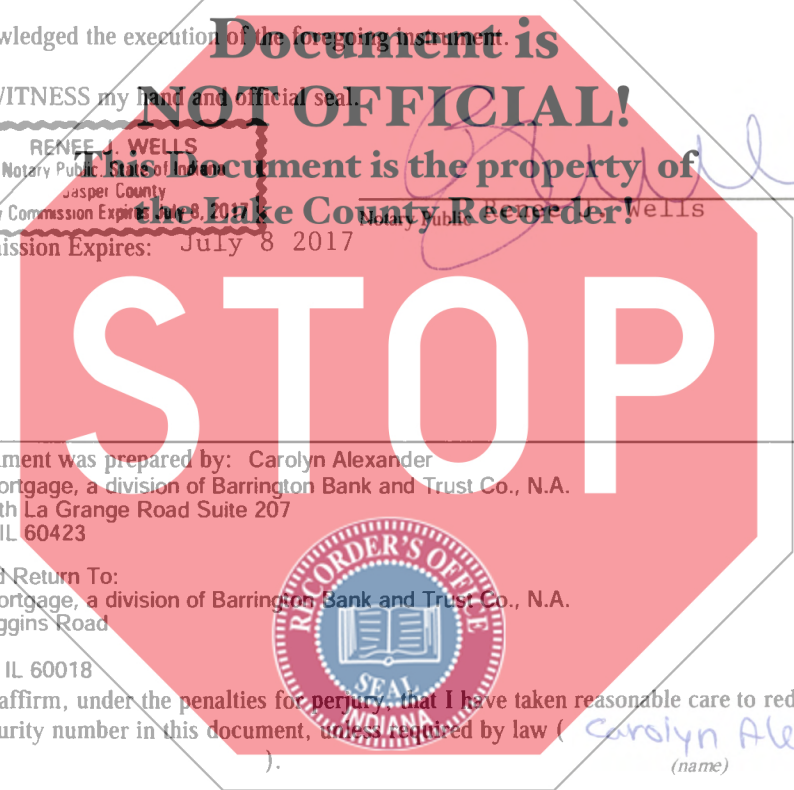 wledged the execution of the foregoing instrument.
Document is
NOT OFFICIAL!
VITNESS my hand and official seal.
RENEE J. WELLS
Notary Public, State of Indiana
Jasper County
y Commission Expires July 8, 2017
This Document is the property of
the Lake County Recorder!
Notary Public Renee J. Wells
nission Expires: July 8 2017
STOP
ment was prepared by: Carolyn Alexander
ortgage, a division of Barrington Bank and Trust Co., N.A.
th La Grange Road Suite 207
IL 60423
d Return To:
ortgage, a division of Barrington Bank and Trust Co., N.A.
ggins Road
IL 60018
RECORDER'S OFFICE
SEAL
INDIANA
affirm, under the penalties for perjury, that I have taken reasonable care to red
urity number in this document, unless required by law ( Carolyn Ale
).
(name)